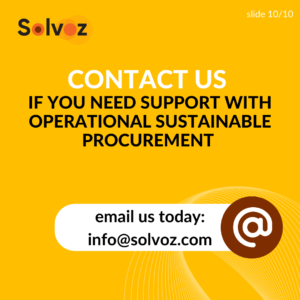 slide 10/10
Solvoz
CONTACT US
IF YOU NEED SUPPORT WITH
OPERATIONAL SUSTAINABLE
PROCUREMENT
email us today:
info@solvoz.com
@